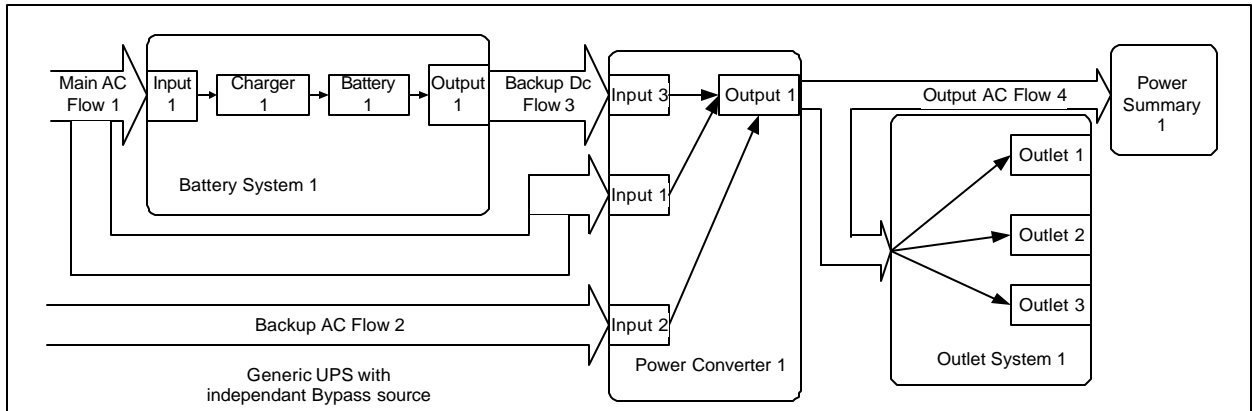 Main AC
Flow 1
Input
1
Charger
1
Battery
1
Output
1
Battery System 1
Backup Dc
Flow 3
Input 3
Output 1
Input 1
Input 2
Power Converter 1
Output AC Flow 4
Power
Summary
1
Outlet 1
Outlet 2
Outlet 3
Outlet System 1
Backup AC Flow 2
Generic UPS with
independant Bypass source